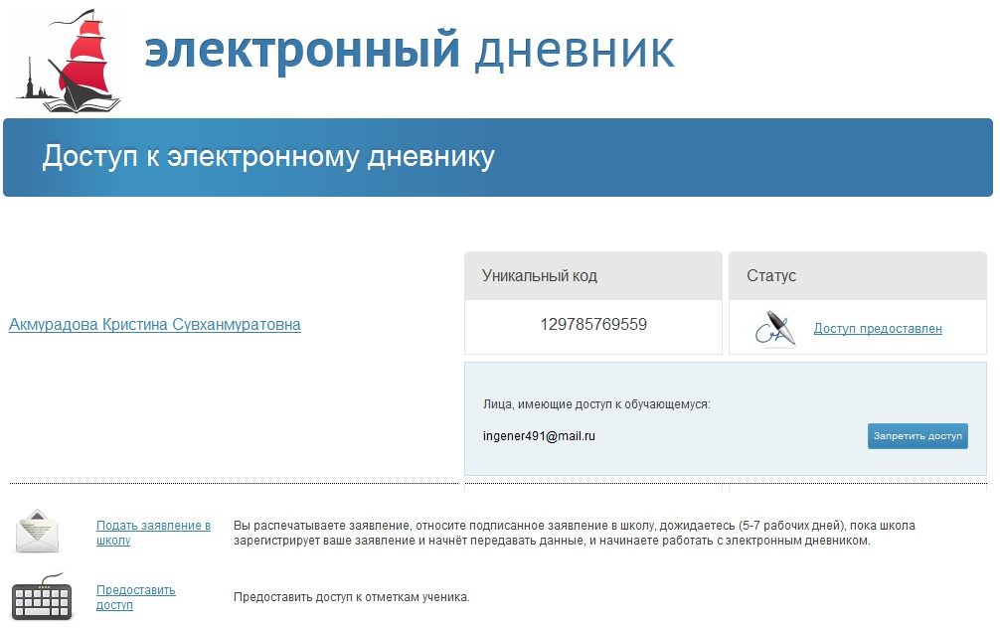 электронный дневник
Доступ к электронному дневнику
Уникальный код
Статус
Акмурадова Кристина Сувханмуратовна
129785769559
Доступ предоставлен
Лица, имеющие доступ к обучающемуся:
ingener491@mail.ru
Запретить доступ
Подать заявление в
школу
Вы распечатываете заявление, относите подписанное заявление в школу, дожидаетесь (5-7 рабочих дней), пока школа
зарегистрирует ваше заявление и начнёт передавать данные, и начинаете работать с электронным дневником.
Предоставить
доступ
Предоставить доступ к отметкам ученика.